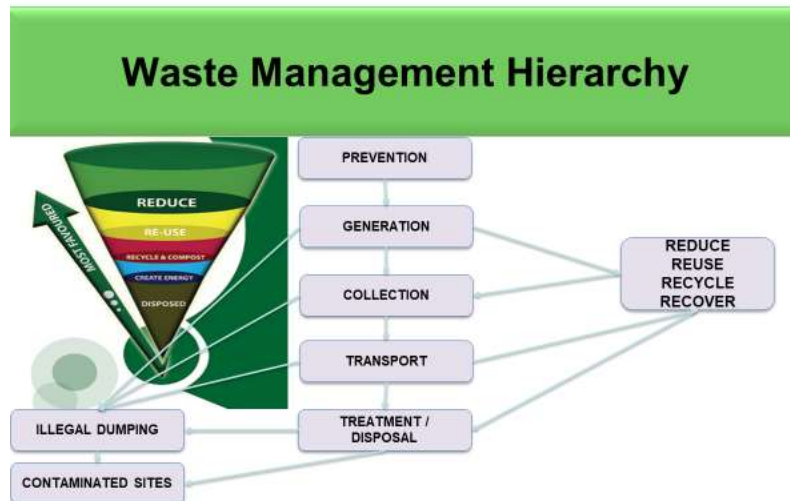 Waste Management Hierarchy
REDUCE
RE-USE
RECYCLE & COMPOST
CREATE ENERGY
DISPOSED
MOST FAVOURED
PREVENTION
GENERATION
COLLECTION
TRANSPORT
TREATMENT /
DISPOSAL
REDUCE
REUSE
RECYCLE
RECOVER
ILLEGAL DUMPING
CONTAMINATED SITES